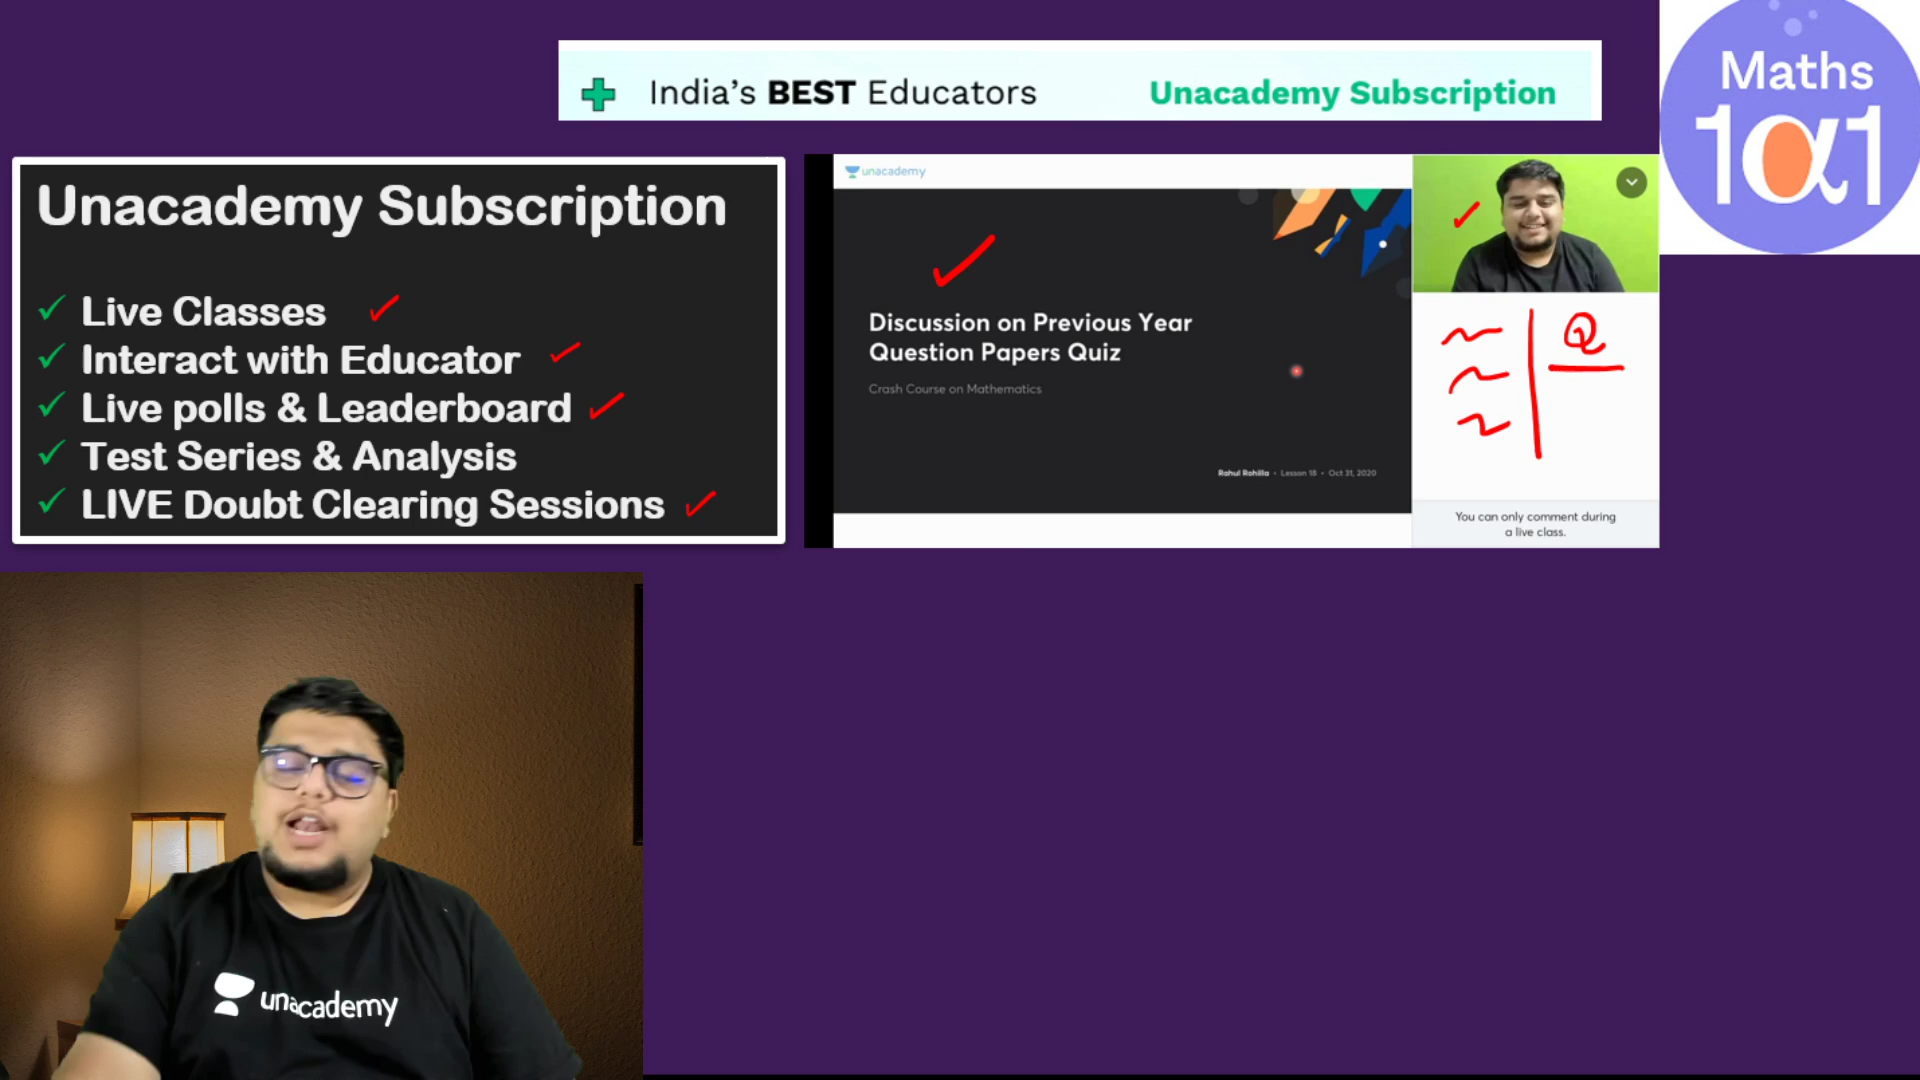 India's BEST Educators
Unacademy Subscription
Maths
1α1
Unacademy Subscription
Live Classes
Interact with Educator
Live polls & Leaderboard
Test Series & Analysis
LIVE Doubt Clearing Sessions
unacademy
Discussion on Previous Year
Question Papers Quiz
Crash Course on Mathematics
Rahul Rohilla • Lesson 18 • Oct 31, 2020
Q
You can only comment during
a live class.
unacademy